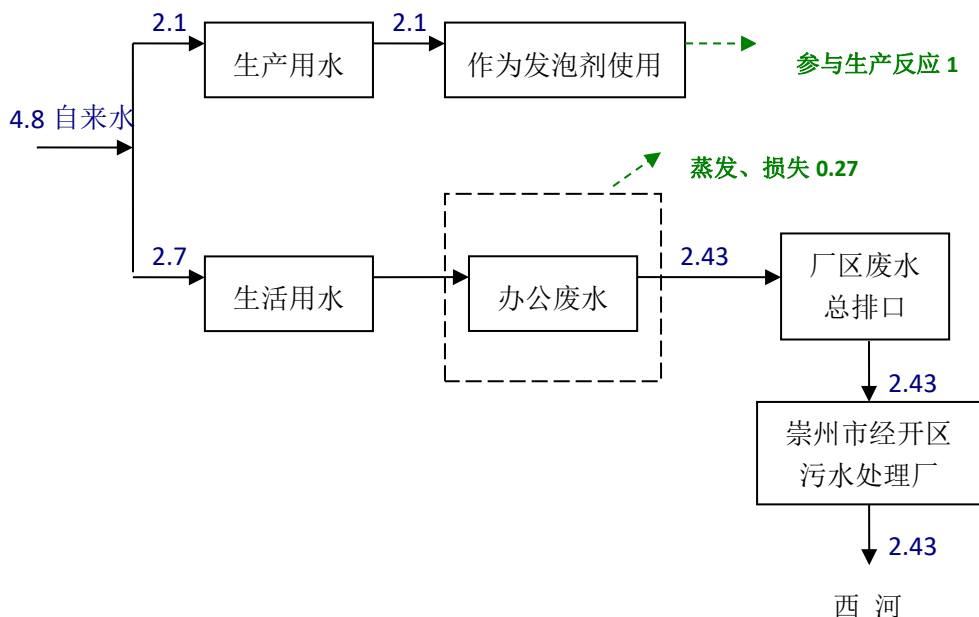 2.1
生产用水
2.1
作为发泡剂使用
参与生产反应 1
4.8 自来水
蒸发、损失 0.27
2.7
生活用水
办公废水
2.43
厂区废水
总排口
2.43
崇州市经开区
污水处理厂
2.43
西 河